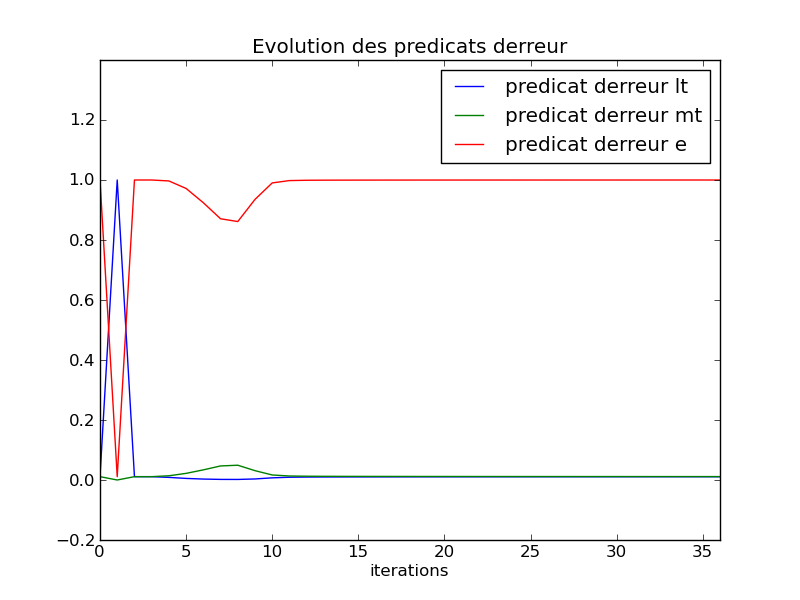 Evolution des predicats derreur
predicat derreur lt
predicat derreur mt
predicat derreur e
1.2
1.0
0.8
0.6
0.4
0.2
0.0
−0.2
0 5 10 15 20 25 30 35
iterations